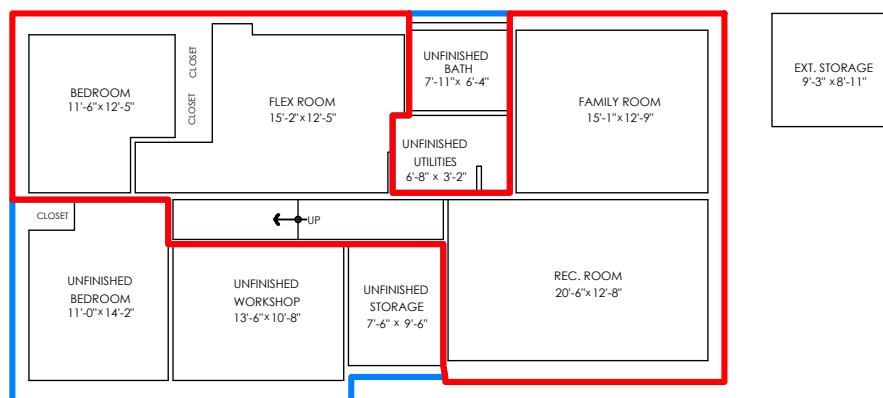 BEDROOM
11'-6"x12'-5"
CLOSET
CLOSET
FLEX ROOM
15'-2"x12'-5"
UNFINISHED
BATH
7'-11"x 6'-4"
UNFINISHED
UTILITIES
6'-8" x 3'-2"
FAMILY ROOM
15'-1"x12'-9"
EXT. STORAGE
9'-3" x8'-11"
CLOSET
UP
UNFINISHED
BEDROOM
11'-0"x14'-2"
UNFINISHED
WORKSHOP
13'-6"x10'-8"
UNFINISHED
STORAGE
7'-6" x 9'-6"
REC. ROOM
20'-6"x12'-8"